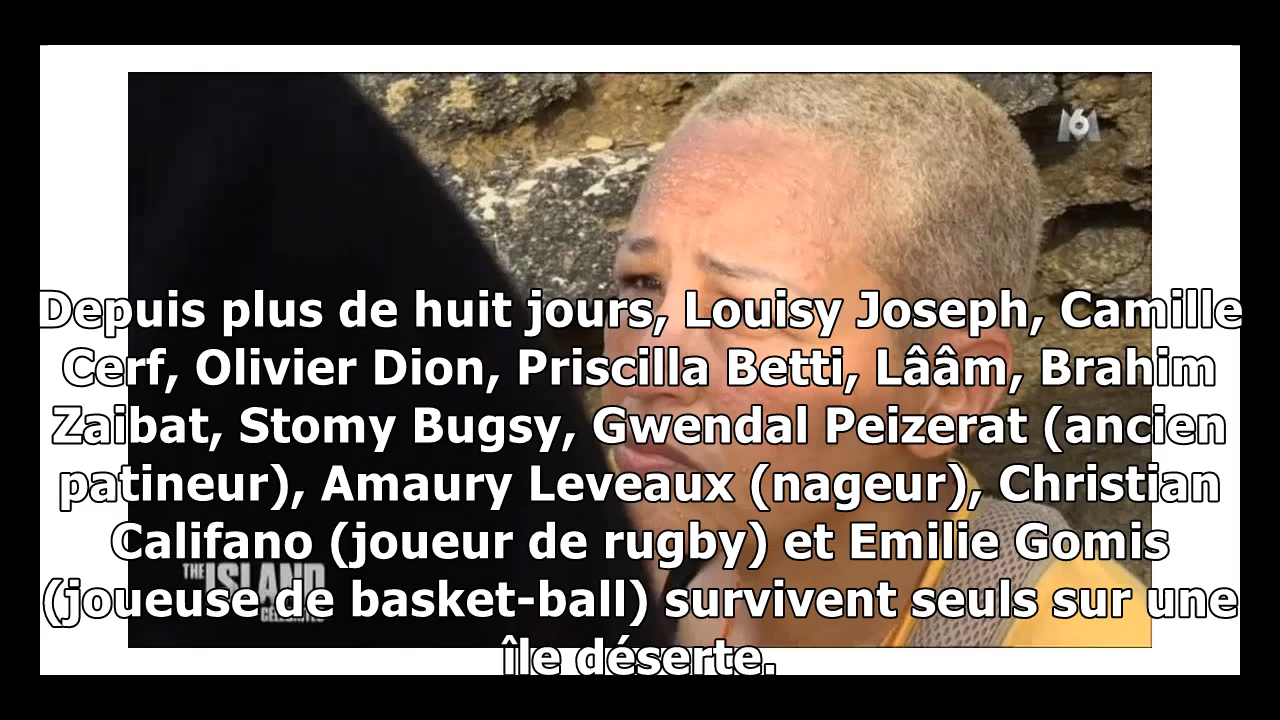 M6
Depuis plus de huit jours, Louisy Joseph, Camille
Cerf, Olivier Dion, Priscilla Betti, Lââm, Brahim
Zaibat, Stomy Bugsy, Gwendal Peizerat (ancien
patineur), Amaury Leveaux (nageur), Christian
Califano (joueur de rugby) et Emilie Gomis
THE ISLAND
(joueuse de basket-ball) survivent seuls sur une
île déserte.